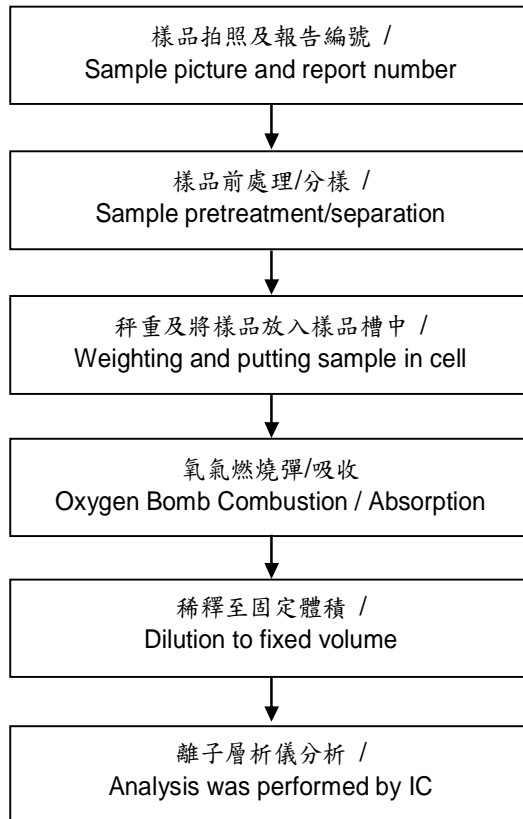 樣品拍照及報告編號 /
Sample picture and report number
樣品前處理/分樣 /
Sample pretreatment/separation
秤重及將樣品放入樣品槽中 /
Weighting and putting sample in cell
氧氣燃燒彈/吸收
Oxygen Bomb Combustion / Absorption
稀釋至固定體積 /
Dilution to fixed volume
離子層析儀分析 /
Analysis was performed by IC